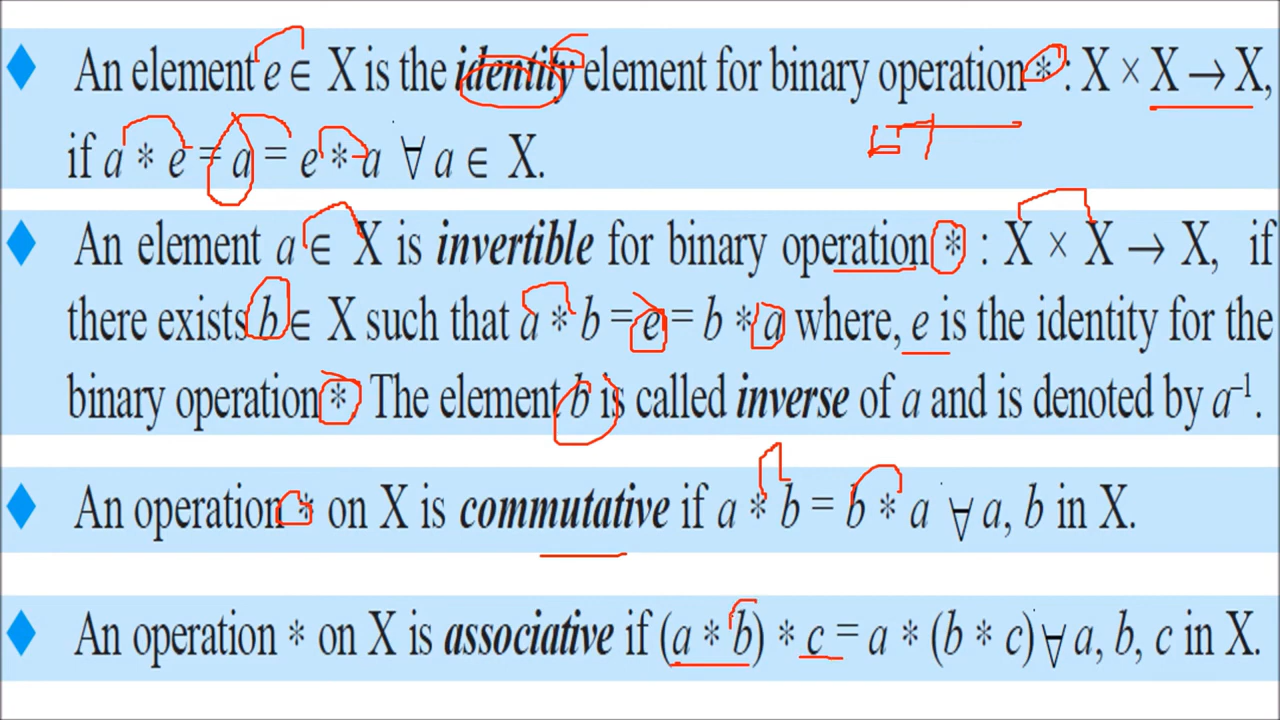 ♦ An element e ∈ X is the identity element for binary operation * : X × X → X,
if a * e = a = e * a ∀ a ∈ X.
♦ An element a ∈ X is invertible for binary operation * : X × X → X, if
there exists b ∈ X such that a * b = e = b * a where, e is the identity for the
binary operation * The element b is called inverse of a and is denoted by a⁻¹.
♦ An operation * on X is commutative if a * b = b * a ∀ a, b in X.
♦ An operation * on X is associative if (a * b) * c = a * (b * c) ∀ a, b, c in X.